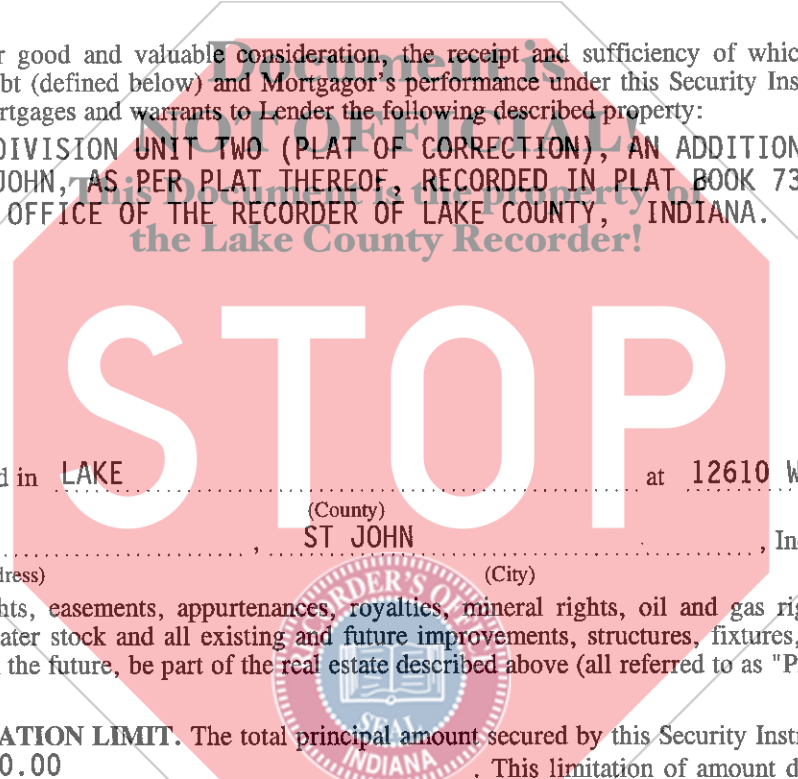 r good and valuable consideration, the receipt and sufficiency of whic
bt (defined below) and Mortgagor's performance under this Security Ins
rtgages and warrants to Lender the following described property:
DIVISION UNIT TWO (PLAT OF CORRECTION), AN ADDITION
JOHN, AS PER PLAT THEREOF, RECORDED IN PLAT BOOK 73
OFFICE OF THE RECORDER OF LAKE COUNTY, INDIANA.
Document is
NOT OFFICIAL!
This Document is the property of
the Lake County Recorder!
STOP
d in LAKE at 12610 W
(County)
, ST JOHN , In
dress) (City)
hts, easements, appurtenances, royalties, mineral rights, oil and gas rig
ater stock and all existing and future improvements, structures, fixtures,
the future, be part of the real estate described above (all referred to as "P
RECORDER'S OFFICE
SEAL
INDIANA
ATION LIMIT. The total principal amount secured by this Security Instr
0.00 . This limitation of amount d